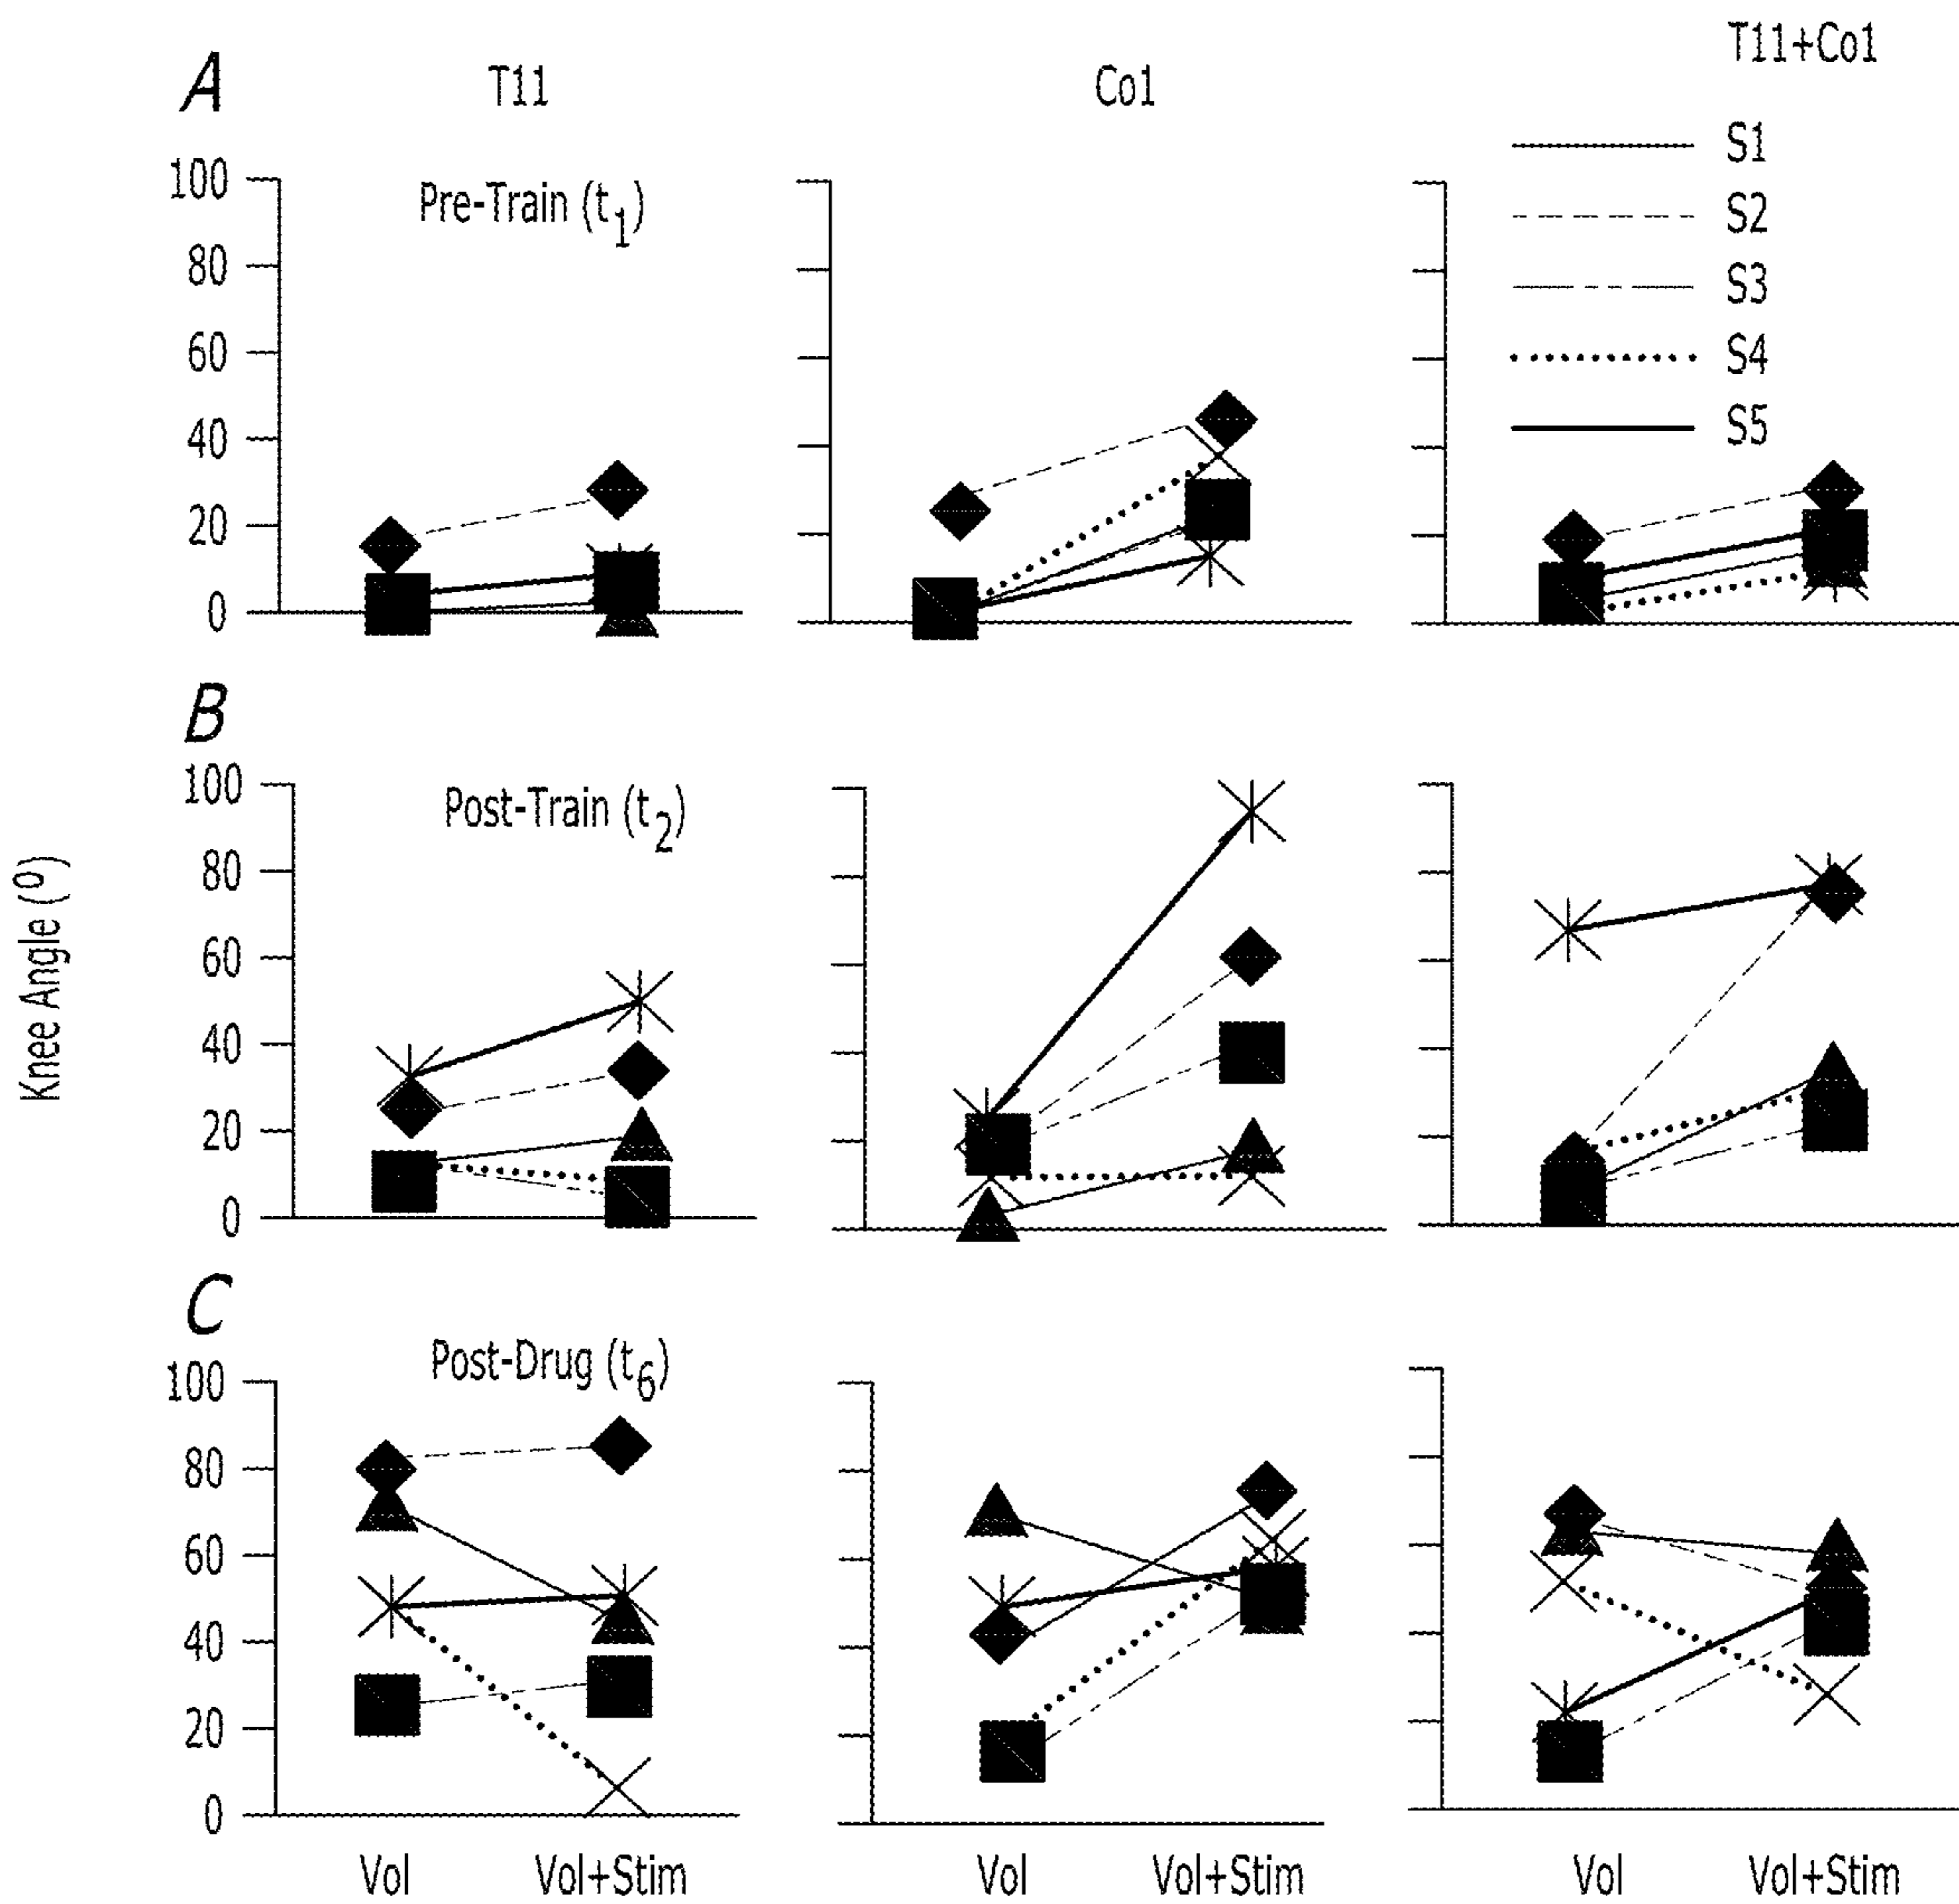 A
T11
Co1
T11+Co1
S1
S2
S3
S4
S5
Pre-Train (t1)
100
80
60
40
20
0
B
Post-Train (t2)
100
80
60
40
20
0
Knee Angle (⁰)
C
Post-Drug (t6)
100
80
60
40
20
0
Vol Vol+Stim
Vol Vol+Stim
Vol Vol+Stim